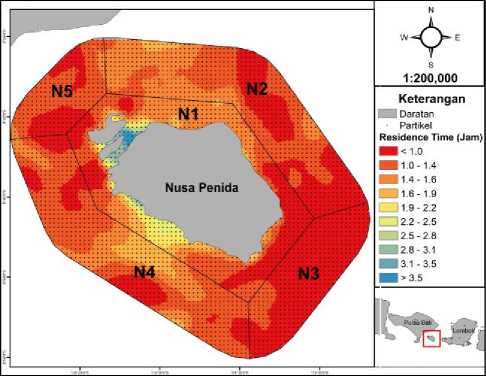 N5
N2
N1
Nusa Penida
N4
N3
N
W E
S
1:200,000
Keterangan
Daratan
Partikel
Residence Time (Jam)
< 1.0
1.0 - 1.4
1.4 - 1.6
1.6 - 1.9
1.9 - 2.2
2.2 - 2.5
2.5 - 2.8
2.8 - 3.1
3.1 - 3.5
> 3.5
Pulau Bali
Lombok